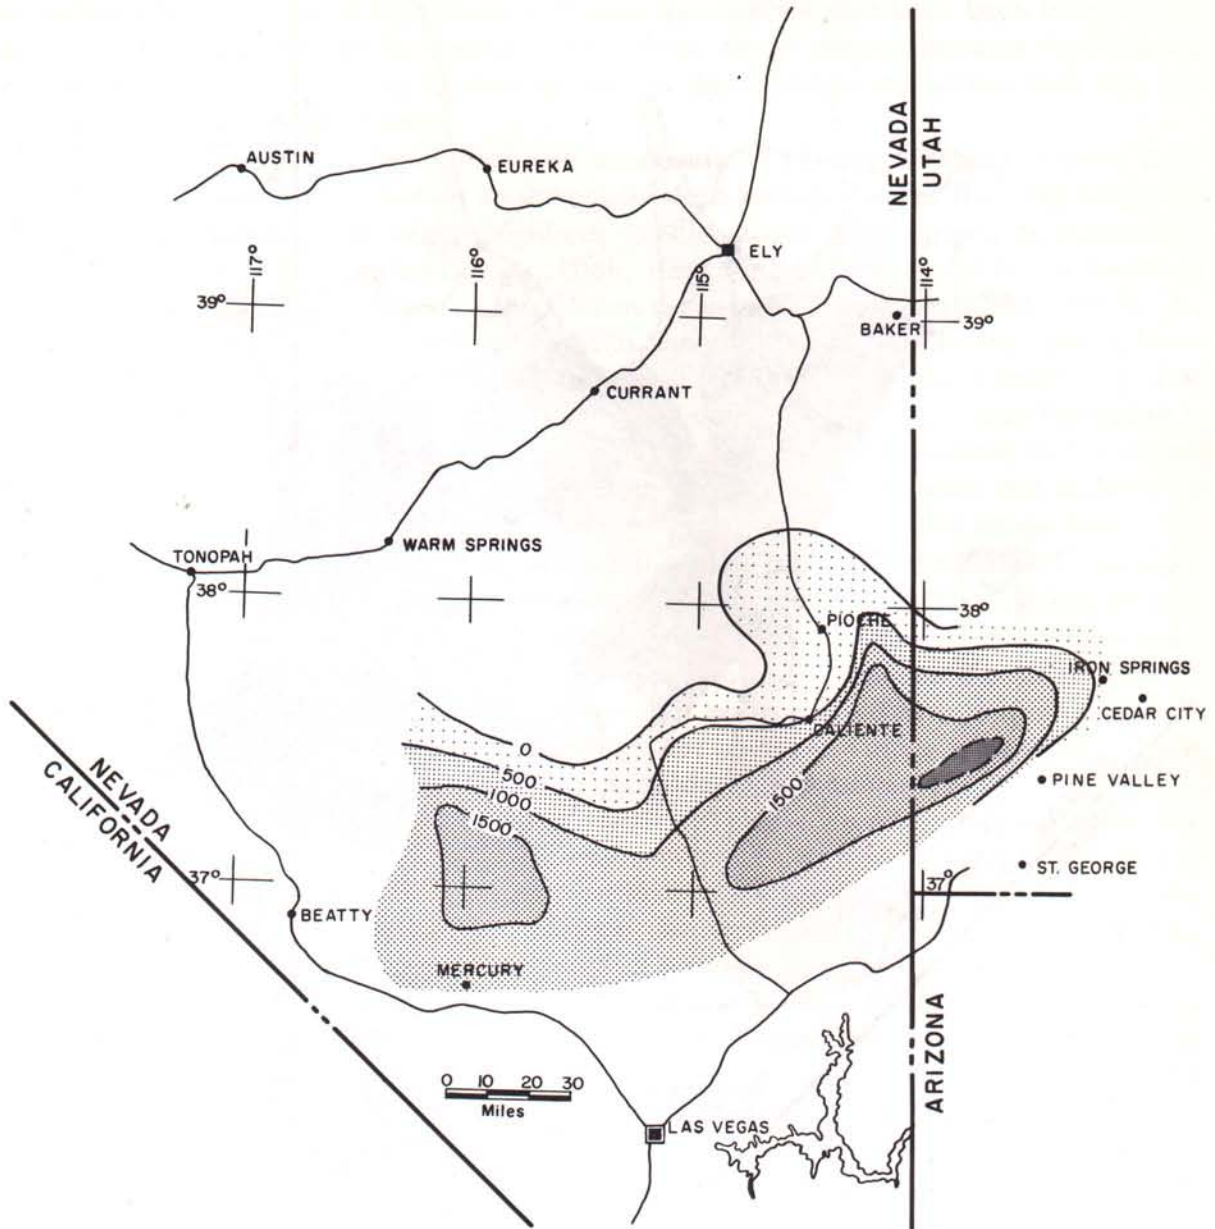 NEVADA
UTAH
AUSTIN
EUREKA
ELY
117°
116°
115°
114°
39°
39°
BAKER
CURRANT
WARM SPRINGS
TONOPAH
38°
38°
PIOCHE
IRON SPRINGS
CEDAR CITY
CALIENTE
0
500
1000
1500
1500
PINE VALLEY
NEVADA
CALIFORNIA
37°
37°
ST. GEORGE
BEATTY
MERCURY
ARIZONA
0 10 20 30
Miles
LAS VEGAS